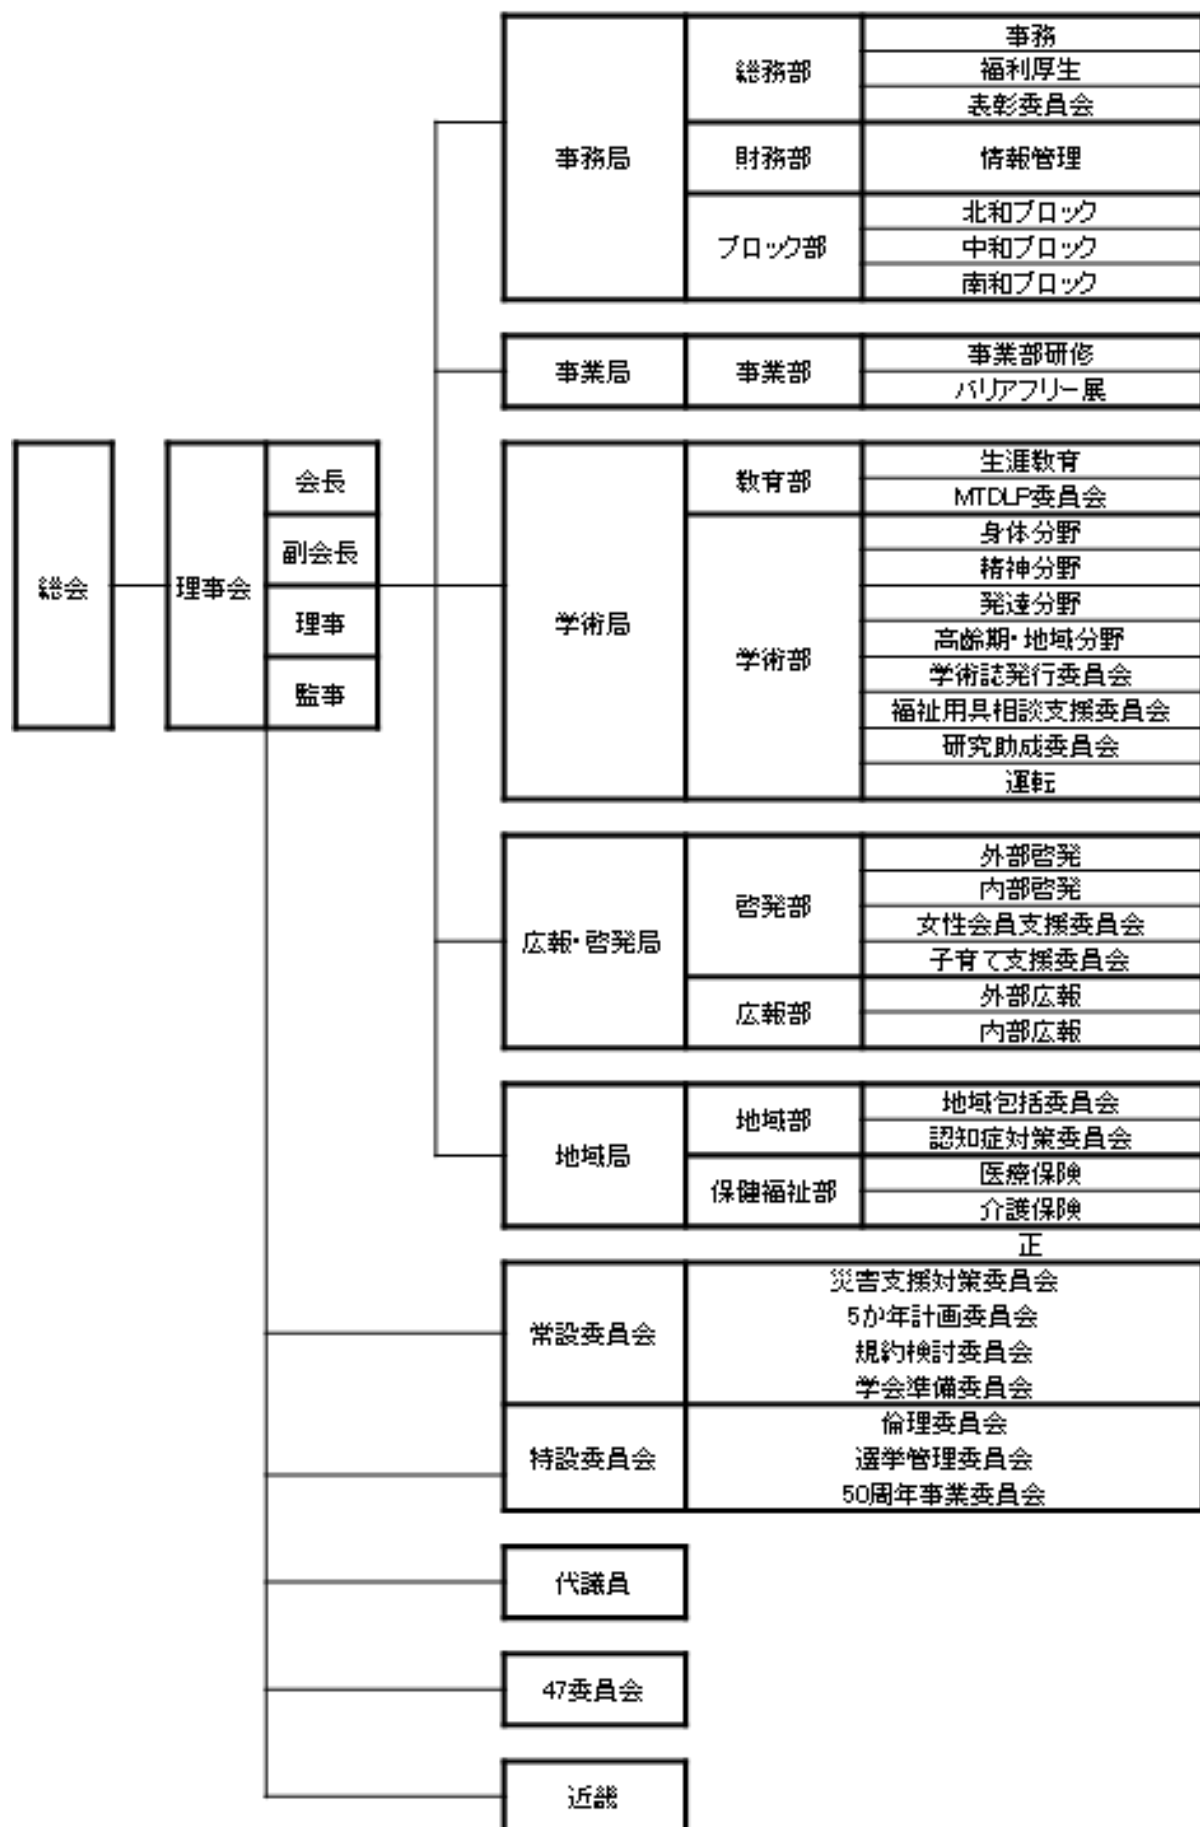 総会
理事会
会長
副会長
理事
監事
事務局
総務部
事務
福利厚生
表彰委員会
財務部
情報管理
ブロック部
北和ブロック
中和ブロック
南和ブロック
事業局
事業部
事業部研修
バリアフリー展
学術局
教育部
生涯教育
MTDLP委員会
学術部
身体分野
精神分野
発達分野
高齢期・地域分野
学術誌発行委員会
福祉用具相談支援委員会
研究助成委員会
運転
広報・啓発局
啓発部
外部啓発
内部啓発
女性会員支援委員会
子育て支援委員会
広報部
外部広報
内部広報
地域局
地域部
地域包括委員会
認知症対策委員会
保健福祉部
医療保険
介護保険
正
常設委員会
災害支援対策委員会
5か年計画委員会
規約検討委員会
学会準備委員会
特設委員会
倫理委員会
選挙管理委員会
50周年事業委員会
代議員
47委員会
近畿